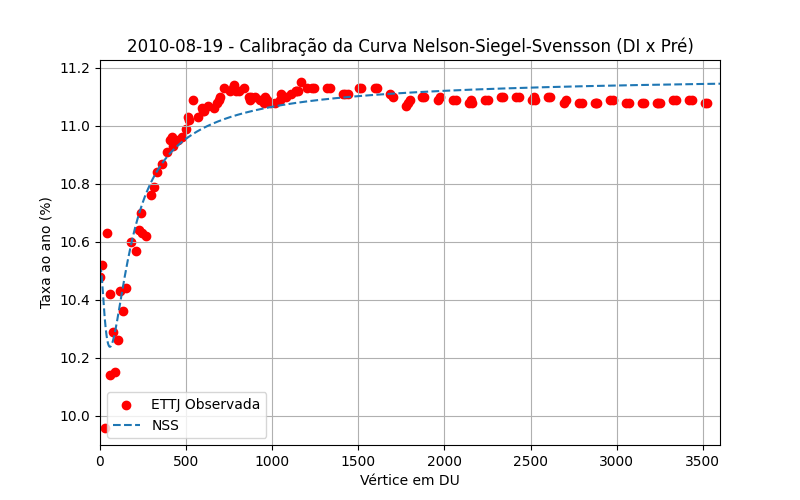 2010-08-19 - Calibração da Curva Nelson-Siegel-Svensson (DI x Pré)
Taxa ao ano (%)
11.2
11.0
10.8
10.6
10.4
10.2
10.0
ETTJ Observada
NSS
0 500 1000 1500 2000 2500 3000 3500
Vértice em DU